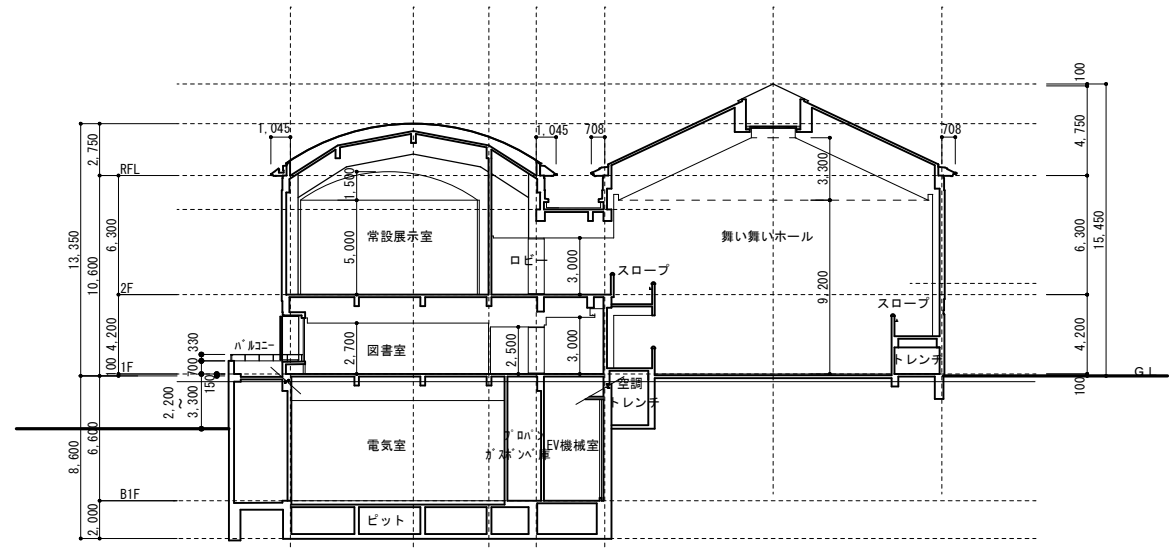 100
1,045
1,045
708
708
2,750
4,750
RFL
3,300
1,500
常設展示室
舞い舞いホール
13,350
10,600
6,300
5,000
ロビー
3,000
6,300
15,450
スロープ
9,200
2F
スロープ
4,200
330
バルコニー
2,700
図書室
2,500
3,000
4,200
トレンチ
1F
100
700
150
GL
空調
トレンチ
100
2,200
~
3,300
プロパン
ガスボンベ庫
電気室
EV機械室
8,600
6,600
B1F
ピット
2,000